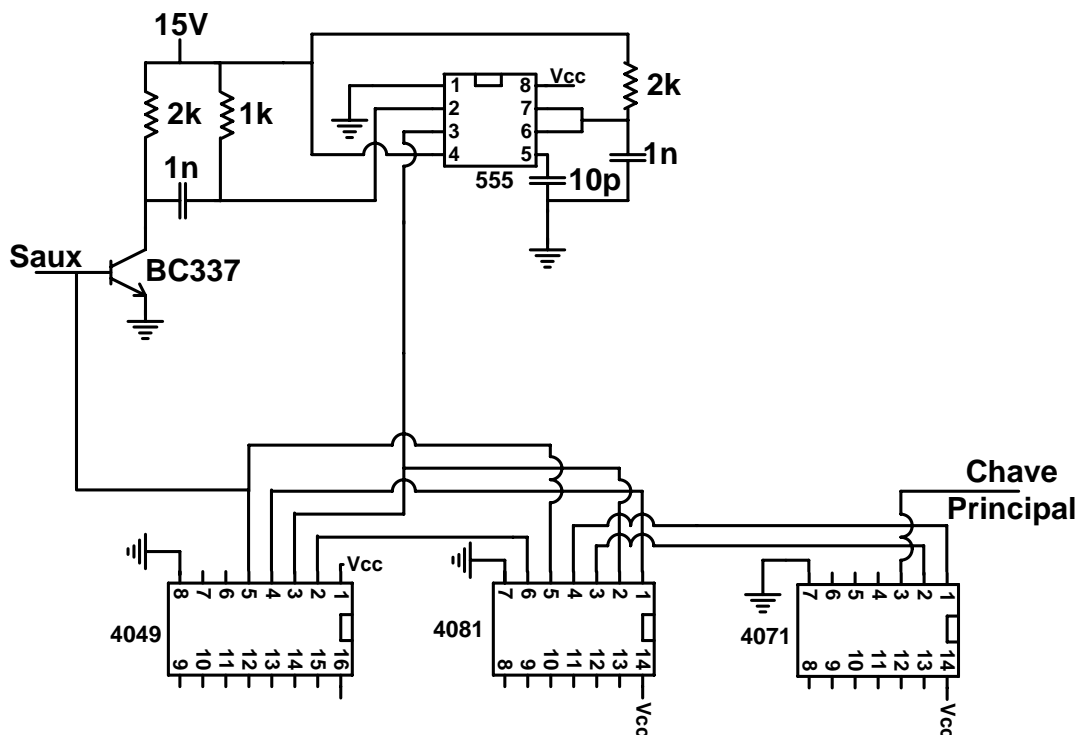 15V
2k
1k
1n
1
2
3
4
8
7
6
5
555
Vcc
2k
1n
10p
Saux
BC337
Chave
Principal
Vcc
8 7 6 5 4 3 2 1
4049
9 10 11 12 13 14 15 16
7 6 5 4 3 2 1
4081
8 9 10 11 12 13 14
Vcc
7 6 5 4 3 2 1
4071
8 9 10 11 12 13 14
Vcc